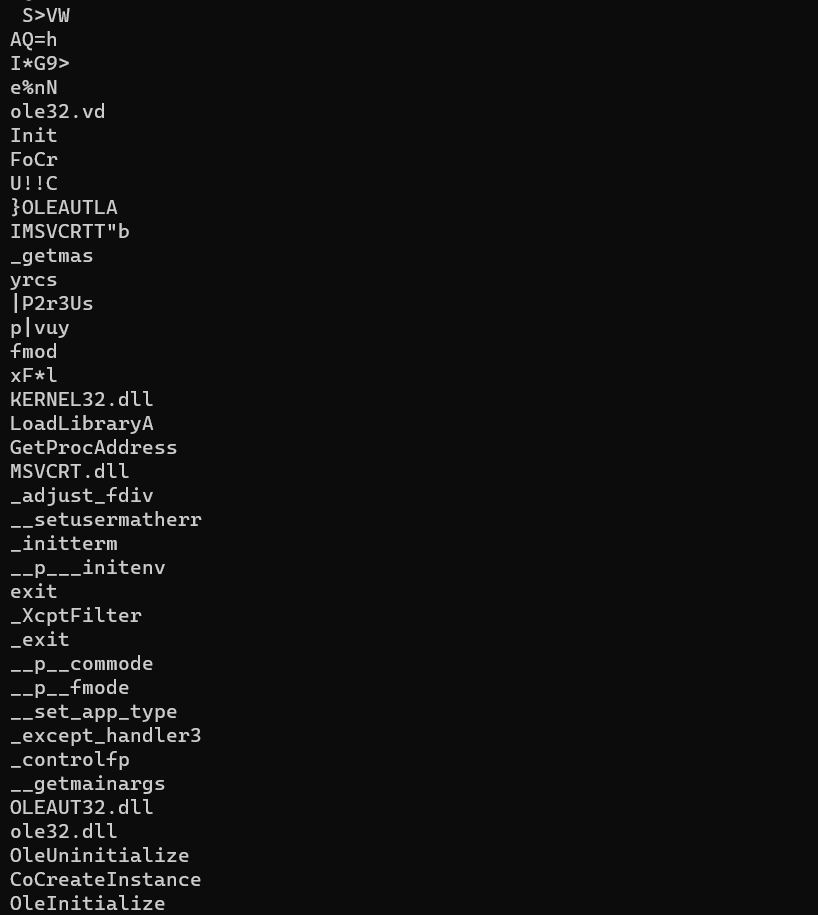 S>VW
AQ=h
I*G9>
e%nN
ole32.vd
Init
FoCr
U!!C
}OLEAUTLA
IMSVCRTT"b
_getmas
yrcs
|P2r3Us
p|vuy
fmod
xF*l
KERNEL32.dll
LoadLibraryA
GetProcAddress
MSVCRT.dll
_adjust_fdiv
__setusermatherr
_initterm
__p___initenv
exit
_XcptFilter
_exit
__p__commode
__p__fmode
__set_app_type
_except_handler3
_controlfp
__getmainargs
OLEAUT32.dll
ole32.dll
OleUninitialize
CoCreateInstance
OleInitialize